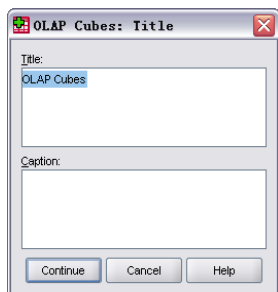 OLAP Cubes: Title
Title:
OLAP Cubes
Caption:
Continue
Cancel
Help